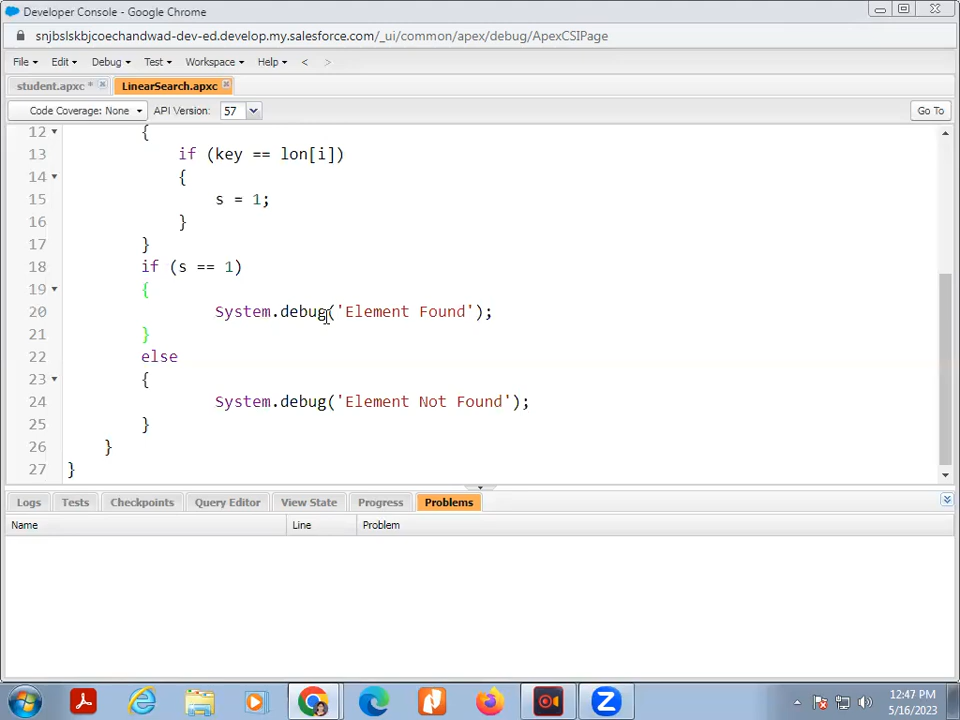 Developer Console - Google Chrome
snjbslskbjcoechandwad-dev-ed.develop.my.salesforce.com/_ui/common/apex/debug/ApexCSIPage
File Edit Debug Test Workspace Help < >
student.apxc * LinearSearch.apxc
Code Coverage: None API Version: 57 Go To
12 {
13 if (key == lon[i])
14 {
15 s = 1;
16 }
17 }
18 if (s == 1)
19 {
20 System.debug('Element Found');
21 }
22 else
23 {
24 System.debug('Element Not Found');
25 }
26 }
27 }
Logs Tests Checkpoints Query Editor View State Progress Problems
Name Line Problem
12:47 PM
5/16/2023